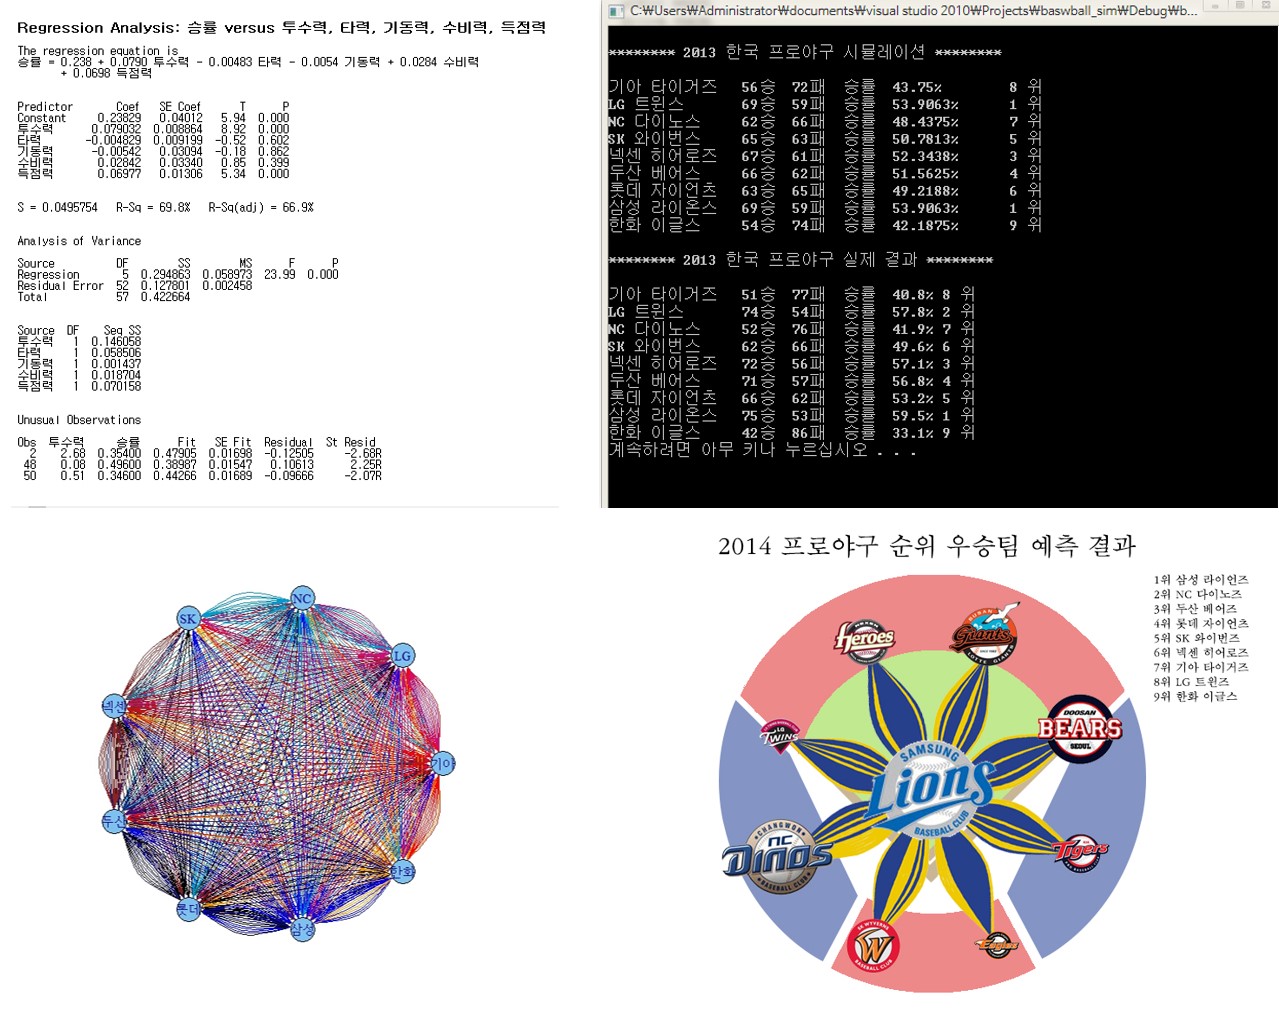 Regression Analysis: 승률 versus 투수력, 타력, 기동력, 수비력, 득점력
The regression equation is
승률 = 0.238 + 0.0790 투수력 - 0.00483 타력 - 0.0054 기동력 + 0.0284 수비력
+ 0.0698 득점력
Predictor Coef SE Coef T P
Constant 0.23829 0.04012 5.94 0.000
투수력 0.079032 0.008864 8.92 0.000
타력 -0.004829 0.009199 -0.52 0.602
기동력 -0.00542 0.03094 -0.18 0.862
수비력 0.02842 0.03340 0.85 0.399
득점력 0.06977 0.01306 5.34 0.000
S = 0.0495754 R-Sq = 69.8% R-Sq(adj) = 66.9%
Analysis of Variance
Source DF SS MS F P
Regression 5 0.294863 0.058973 23.99 0.000
Residual Error 52 0.127801 0.002458
Total 57 0.422664
Source DF Seq SS
투수력 1 0.146058
타력 1 0.058506
기동력 1 0.001437
수비력 1 0.018704
득점력 1 0.070158
Unusual Observations
Obs 투수력 승률 Fit SE Fit Residual St Resid
2 2.68 0.35400 0.47905 0.01698 -0.12505 -2.68R
48 0.08 0.49600 0.38987 0.01547 0.10613 2.25R
50 0.51 0.34600 0.44266 0.01689 -0.09666 -2.07R
C:₩Users₩Administrator₩documents₩visual studio 2010₩Projects₩baswball_sim₩Debug₩b...
******** 2013 한국 프로야구 시뮬레이션 ********
기아 타이거즈 56승 72패 승률 43.75% 8 위
LG 트윈스 69승 59패 승률 53.9063% 1 위
NC 다이노스 62승 66패 승률 48.4375% 7 위
SK 와이번스 65승 63패 승률 50.7813% 5 위
넥센 히어로즈 67승 61패 승률 52.3438% 3 위
두산 베어스 66승 62패 승률 51.5625% 4 위
롯데 자이언츠 63승 65패 승률 49.2188% 6 위
삼성 라이온스 69승 59패 승률 53.9063% 1 위
한화 이글스 54승 74패 승률 42.1875% 9 위
******** 2013 한국 프로야구 실제 결과 ********
기아 타이거즈 51승 77패 승률 40.8% 8 위
LG 트윈스 74승 54패 승률 57.8% 2 위
NC 다이노스 52승 76패 승률 41.9% 7 위
SK 와이번스 62승 66패 승률 49.6% 6 위
넥센 히어로즈 72승 56패 승률 57.1% 3 위
두산 베어스 71승 57패 승률 56.8% 4 위
롯데 자이언츠 66승 62패 승률 53.2% 5 위
삼성 라이온스 75승 53패 승률 59.5% 1 위
한화 이글스 42승 86패 승률 33.1% 9 위
계속하려면 아무 키나 누르십시오 . . .
NC
SK
LG
넥센
기아
두산
한화
롯데
삼성
2014 프로야구 순위 우승팀 예측 결과
1위 삼성 라이언즈
2위 NC 다이노즈
3위 두산 베어즈
4위 롯데 자이언츠
5위 SK 와이번즈
6위 넥센 히어로즈
7위 기아 타이거즈
8위 LG 트윈즈
9위 한화 이글스
Heroes
Giants
LG
TWINS
DOOSAN
BEARS
SEOUL
SAMSUNG
Lions
BASEBALL CLUB
CHANGWON
NC
DINOS
BASEBALL CLUB
Tigers
SK WYVERNS
W
BASEBALL CLUB
Eagles